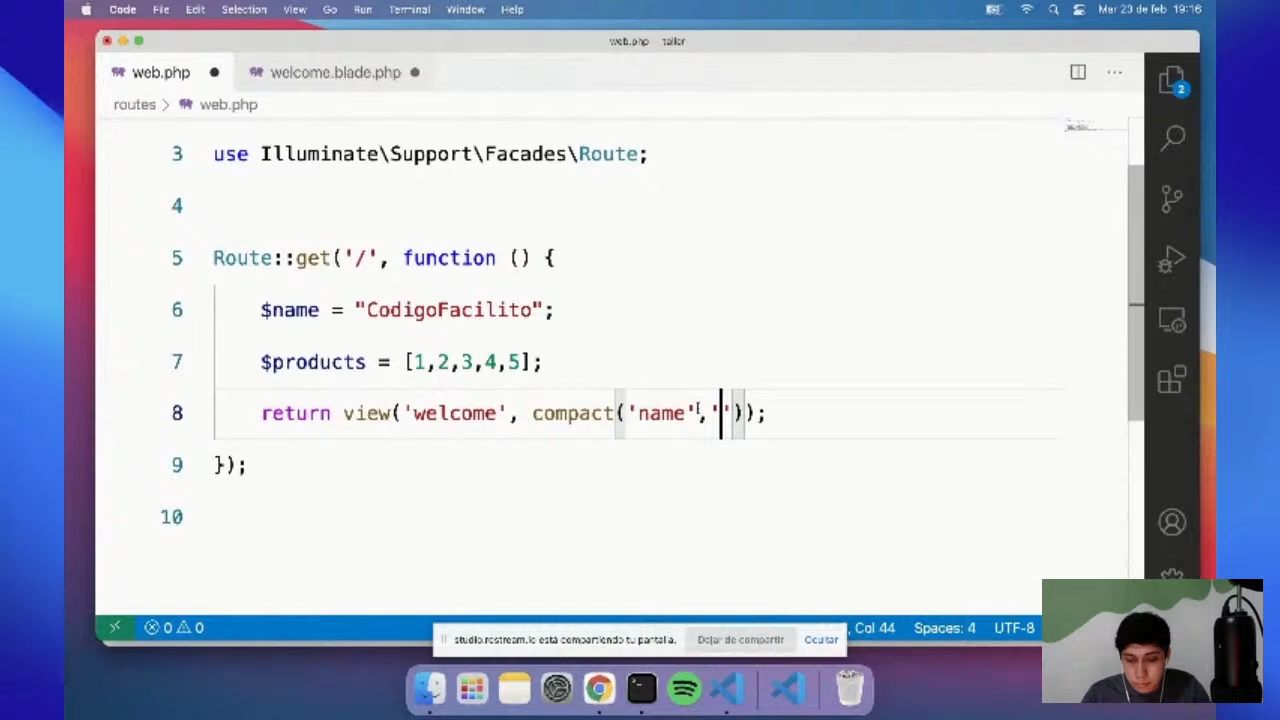 Code File Edit Selection View Go Run Terminal Window Help Mar 23 de feb 19:16
web.php — taller
web.php welcome.blade.php
routes > web.php
3 use Illuminate\Support\Facades\Route;
4
5 Route::get('/', function () {
6 $name = "CodigoFacilito";
7 $products = [1,2,3,4,5];
8 return view('welcome', compact('name',''));
9 });
10
2
0 0 , Col 44 Spaces: 4 UTF-8
studio.restream.io está compartiendo tu pantalla. Dejar de compartir Ocultar